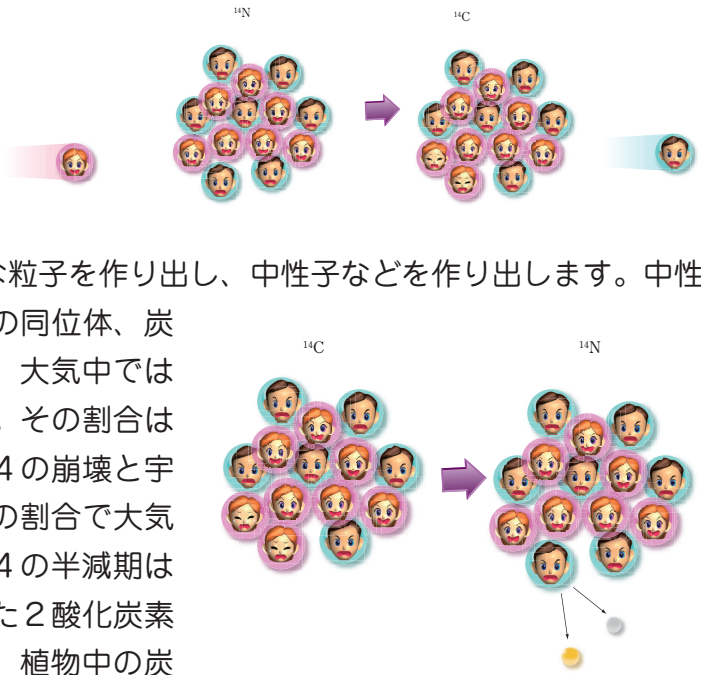 ¹⁴N
¹⁴C
な粒子を作り出し、中性子などを作り出します。中性
の同位体、炭
大気中では
その割合は
4の崩壊と宇
の割合で大気
4の半減期は
た2酸化炭素
植物中の炭
¹⁴C
¹⁴N